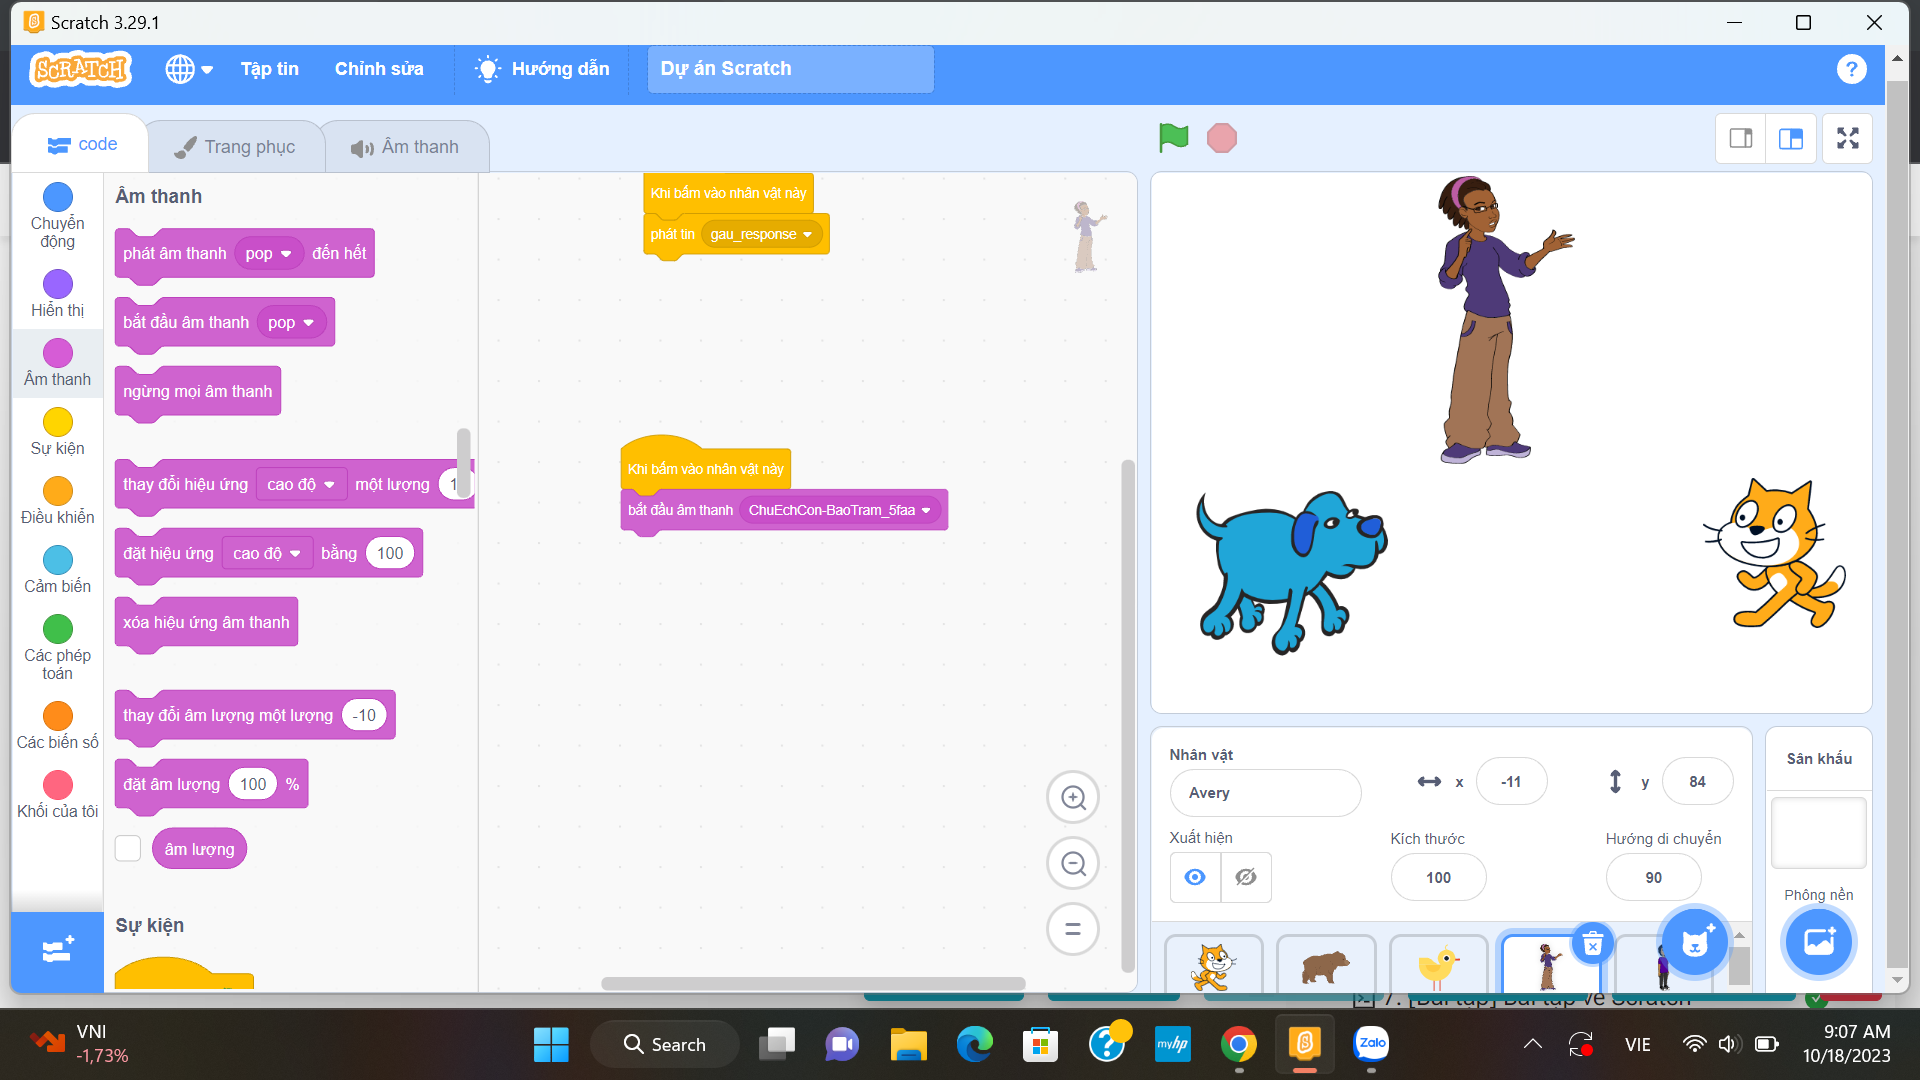 Scratch 3.29.1
SCRATCH
Tập tin
Chỉnh sửa
Hướng dẫn
Dự án Scratch
?
code
Trang phục
Âm thanh
Chuyển
động
Hiển thị
Âm thanh
Sự kiện
Điều khiển
Cảm biến
Các phép
toán
Các biến số
Khối của tôi
Âm thanh
phát âm thanh pop đến hết
bắt đầu âm thanh pop
ngừng mọi âm thanh
thay đổi hiệu ứng cao độ một lượng 1
đặt hiệu ứng cao độ bằng 100
xóa hiệu ứng âm thanh
thay đổi âm lượng một lượng -10
đặt âm lượng 100 %
âm lượng
Sự kiện
Khi bấm vào nhân vật này
phát tin gau_response
Khi bấm vào nhân vật này
bắt đầu âm thanh ChuEchCon-BaoTram_5faa
Nhân vật
Avery
x -11
y 84
Xuất hiện
Kích thước
100
Hướng di chuyển
90
Sân khấu
Phông nền
7. [Bài tập] Bài tập về Scratch
VNI
-1,73%
Search
myhp
Zalo
VIE
9:07 AM
10/18/2023